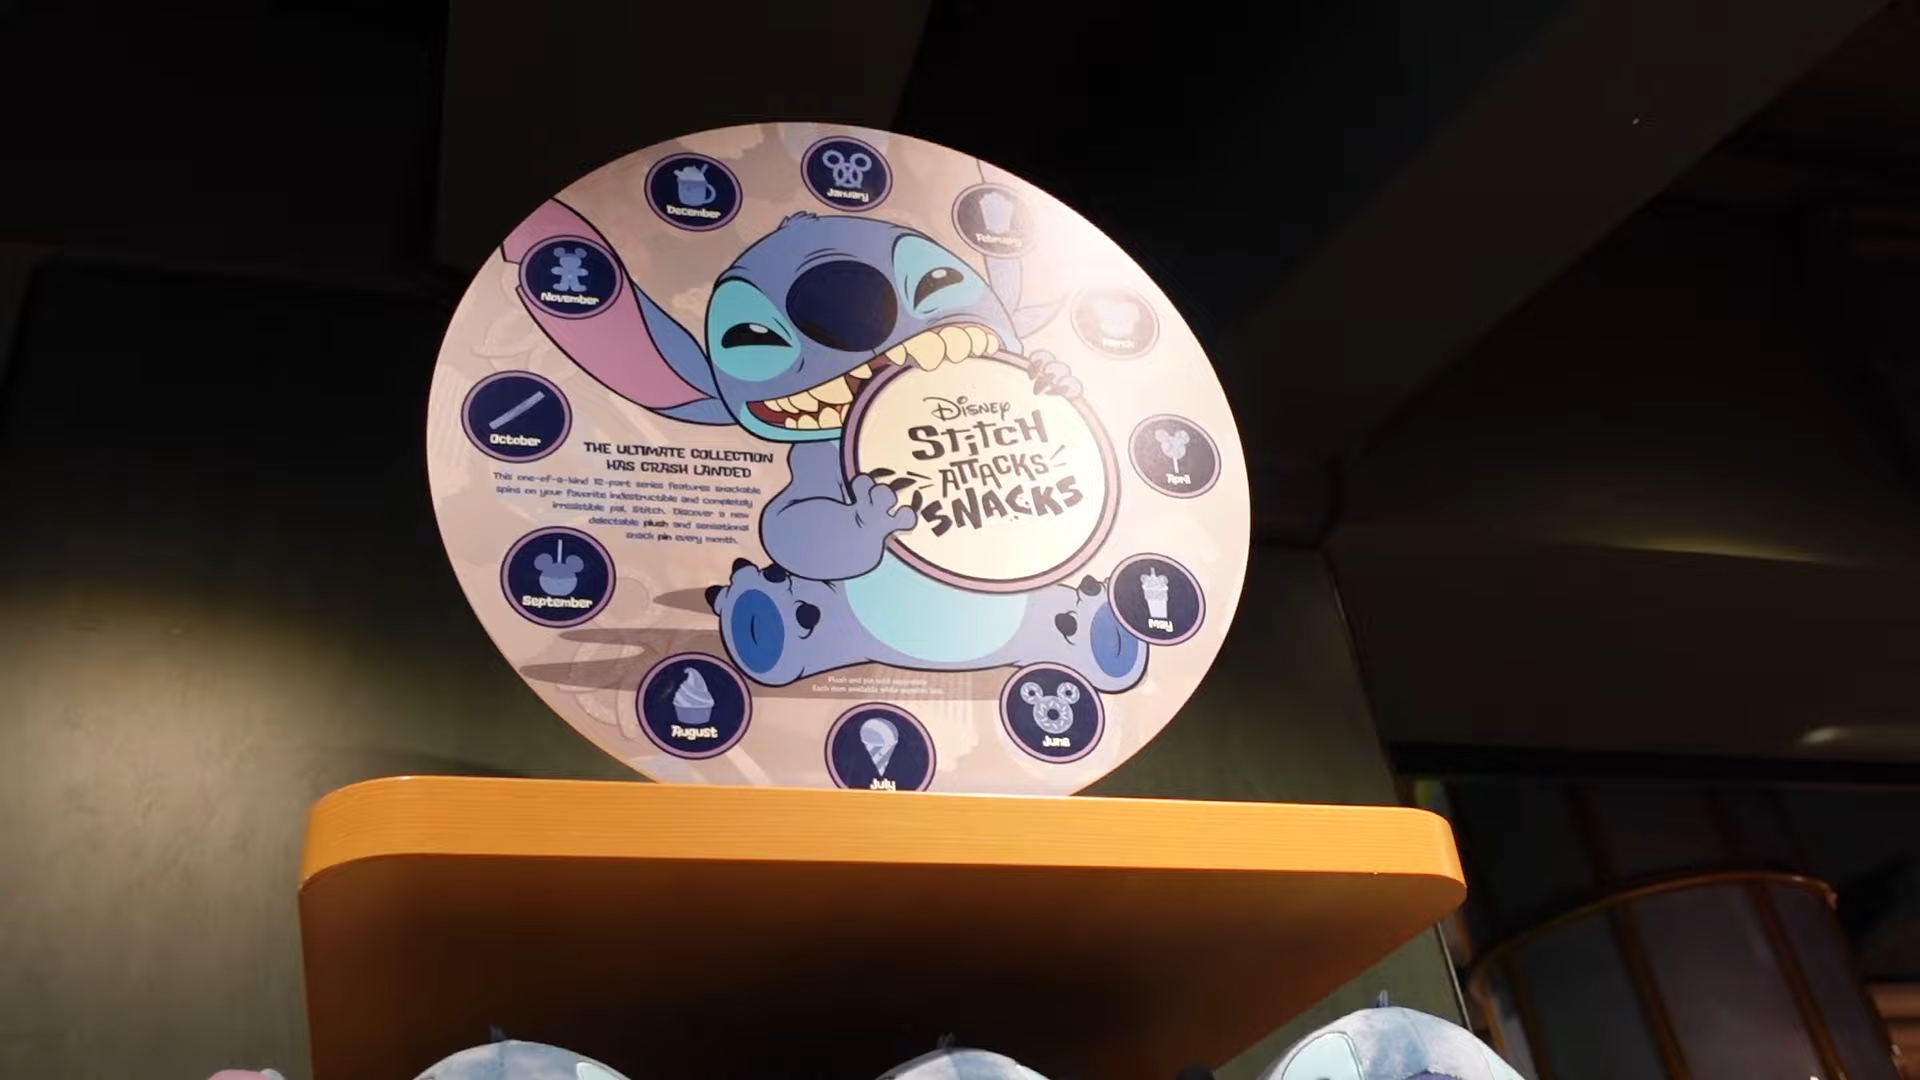 December
January
February
November
March
October
April
Disney
Stitch
Attacks
Snacks
THE ULTIMATE COLLECTION
HAS CRASH LANDED
This one-of-a-kind 12-part series features snackable
spins on your favorite indestructible and completely
irresistible pal, Stitch. Discover a new
delectable plush and sensational
snack pin every month.
September
May
Plush and pin sold separately.
Each item available while supplies last.
August
June
July